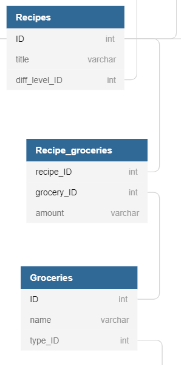 Recipes
ID int
title varchar
diff_level_ID int
Recipe_groceries
recipe_ID int
grocery_ID int
amount varchar
Groceries
ID int
name varchar
type_ID int